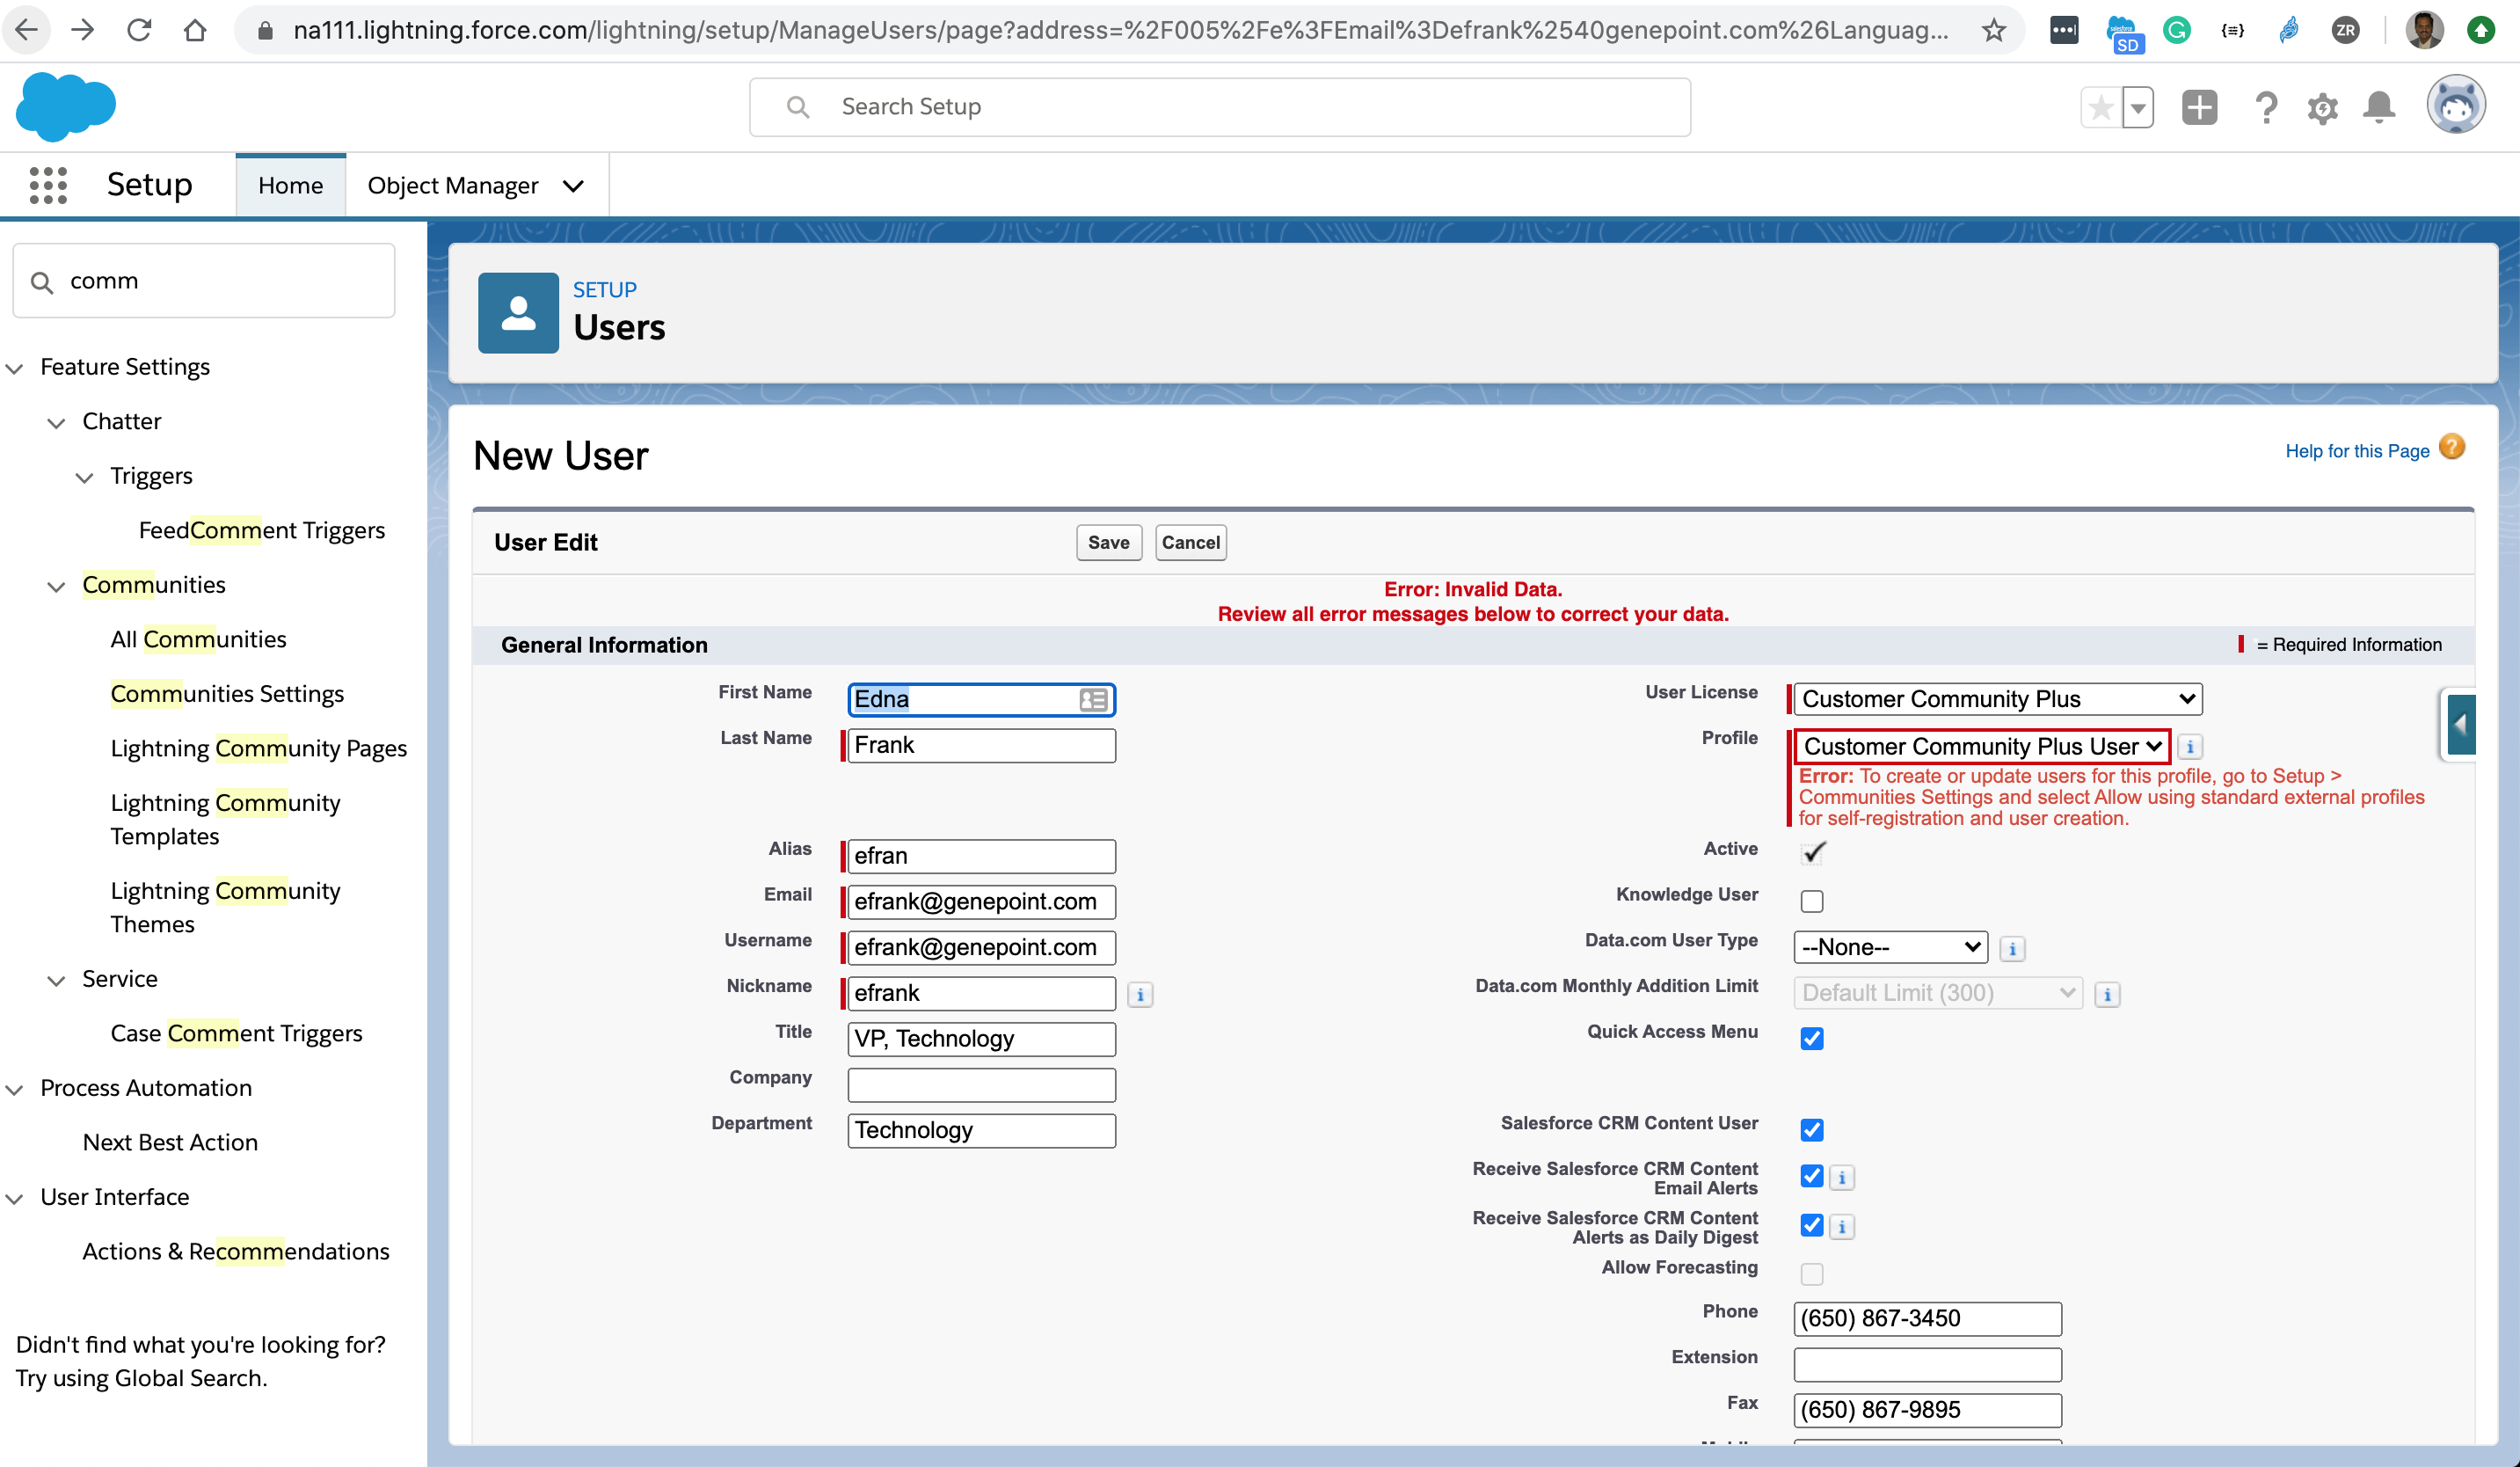 na111.lightning.force.com/lightning/setup/ManageUsers/page?address=%2F005%2Fe%3FEmail%3Defrank%2540genepoint.com%26Languag...
SD
ZR
Search Setup
Setup
Home
Object Manager
comm
Feature Settings
Chatter
Triggers
FeedComment Triggers
Communities
All Communities
Communities Settings
Lightning Community Pages
Lightning Community
Templates
Lightning Community
Themes
Service
Case Comment Triggers
Process Automation
Next Best Action
User Interface
Actions & Recommendations
Didn't find what you're looking for?
Try using Global Search.
SETUP
Users
New User
Help for this Page
User Edit
Save
Cancel
Error: Invalid Data.
Review all error messages below to correct your data.
General Information
= Required Information
First Name
Edna
Last Name
Frank
Alias
efran
Email
efrank@genepoint.com
Username
efrank@genepoint.com
Nickname
efrank
Title
VP, Technology
Company
Department
Technology
User License
Customer Community Plus
Profile
Customer Community Plus User
Error: To create or update users for this profile, go to Setup >
Communities Settings and select Allow using standard external profiles
for self-registration and user creation.
Active
Knowledge User
Data.com User Type
--None--
Data.com Monthly Addition Limit
Default Limit (300)
Quick Access Menu
Salesforce CRM Content User
Receive Salesforce CRM Content
Email Alerts
Receive Salesforce CRM Content
Alerts as Daily Digest
Allow Forecasting
Phone
(650) 867-3450
Extension
Fax
(650) 867-9895